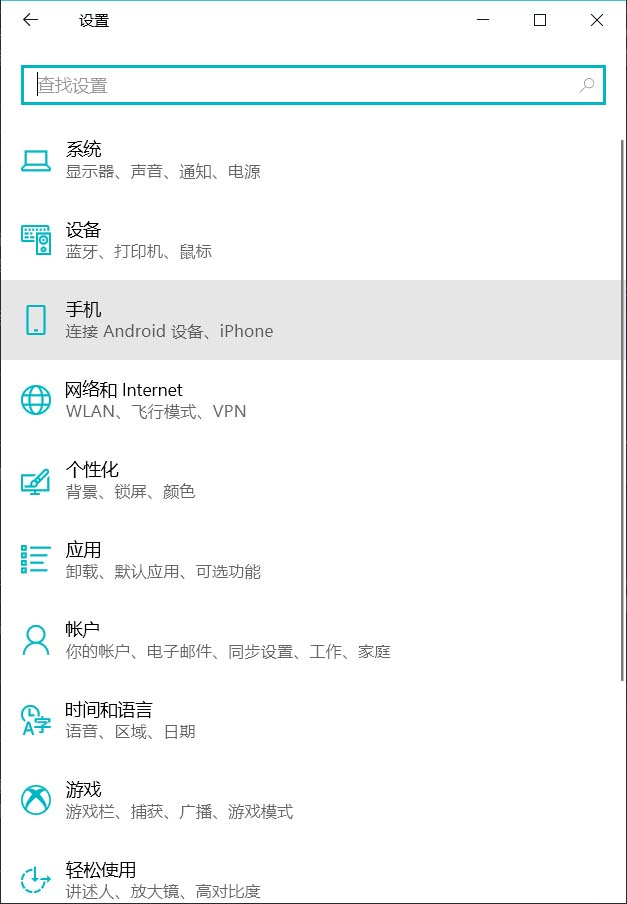 设置
查找设置
系统
显示器、声音、通知、电源
设备
蓝牙、打印机、鼠标
手机
连接 Android 设备、iPhone
网络和 Internet
WLAN、飞行模式、VPN
个性化
背景、锁屏、颜色
应用
卸载、默认应用、可选功能
帐户
你的帐户、电子邮件、同步设置、工作、家庭
时间和语言
语音、区域、日期
游戏
游戏栏、捕获、广播、游戏模式
轻松使用
讲述人、放大镜、高对比度